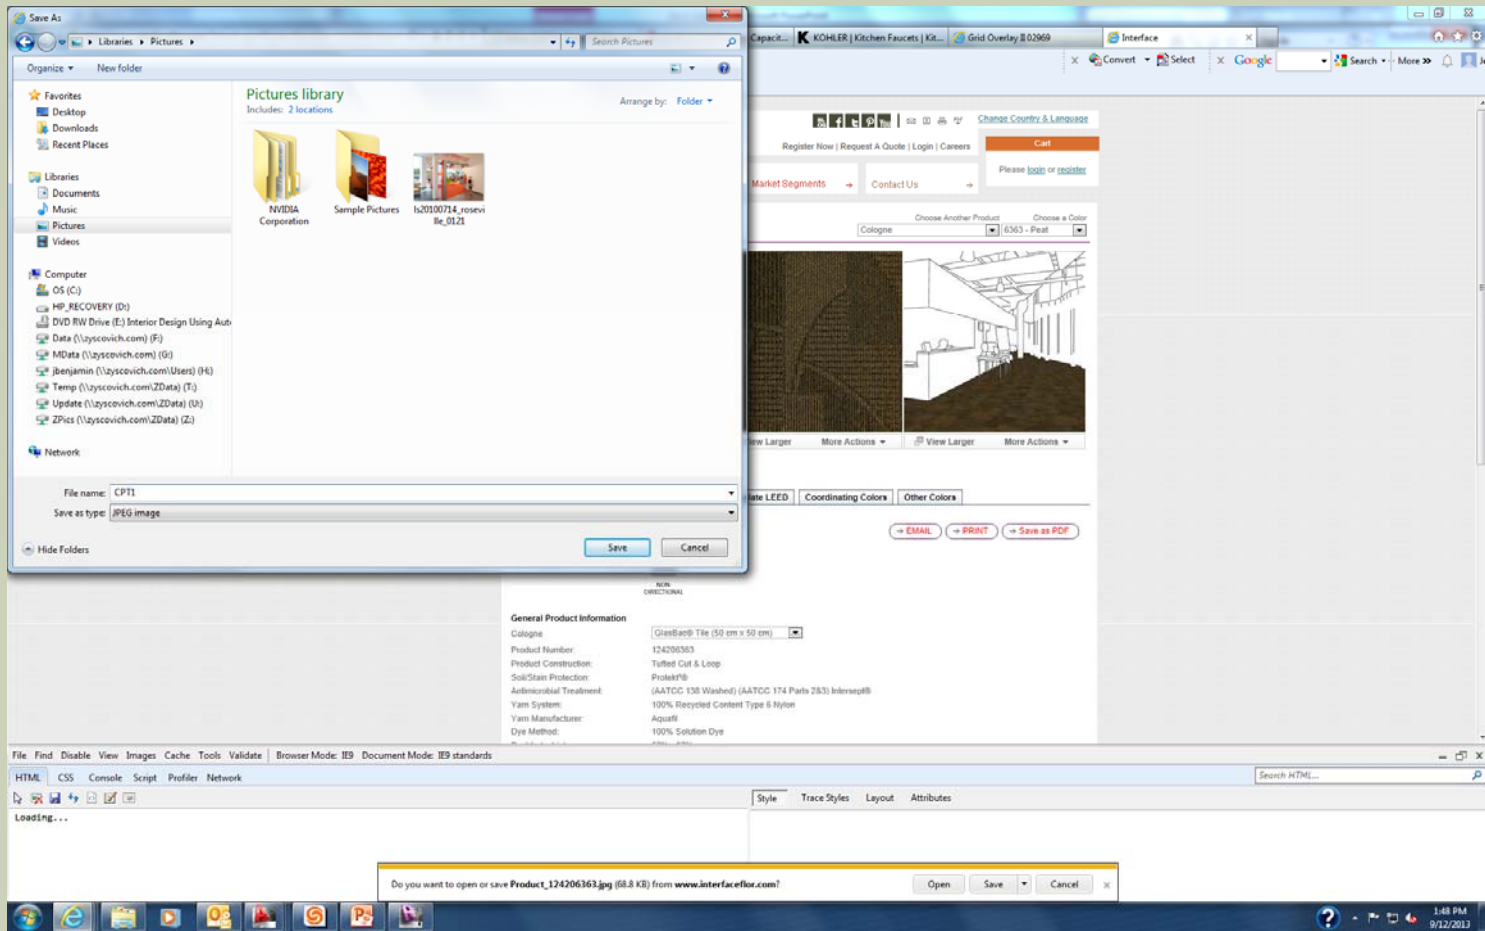 Save As
Libraries ▸ Pictures ▸
Search Pictures
Organize
New folder
Favorites
Desktop
Downloads
Recent Places
Libraries
Documents
Music
Pictures
Videos
Computer
OS (C:)
HP_RECOVERY (D:)
DVD RW Drive (E:) Interior Design Using Aut
Data (\\zyscovich.com) (F:)
MData (\\zyscovich.com) (G:)
jbenjamin (\\zyscovich.com\Users) (H:)
Temp (\\zyscovich.com\ZData) (T:)
Update (\\zyscovich.com\ZData) (U:)
ZPics (\\zyscovich.com\ZData) (Z:)
Network
Pictures library
Includes: 2 locations
Arrange by: Folder
NVIDIA
Corporation
Sample Pictures
ls20100714_rosevi
lle_0121
File name: CPT1
Save as type: JPEG image
Hide Folders
Save
Cancel
Capacit...
KOHLER | Kitchen Faucets | Kit...
Grid Overlay II 02969
Interface
x Convert Select
x Google Search More »
Change Country & Language
Register Now | Request A Quote | Login | Careers
Cart
Please login or register
Market Segments
Contact Us
Choose Another Product
Choose a Color
Cologne
6363 - Peat
View Larger
More Actions
View Larger
More Actions
LEED
Coordinating Colors
Other Colors
EMAIL
PRINT
Save as PDF
NON-
DIRECTIONAL
General Product Information
Cologne GlasBac® Tile (50 cm x 50 cm)
Product Number: 124206363
Product Construction: Tufted Cut & Loop
Soil/Stain Protection: Protekt²®
Antimicrobial Treatment: (AATCC 138 Washed) (AATCC 174 Parts 2&3) Intersept®
Yarn System: 100% Recycled Content Type 6 Nylon
Yarn Manufacturer: Aquafil
Dye Method: 100% Solution Dye
File Find Disable View Images Cache Tools Validate | Browser Mode: IE9 Document Mode: IE9 standards
HTML CSS Console Script Profiler Network
Search HTML...
Style Trace Styles Layout Attributes
Loading...
Do you want to open or save Product_124206363.jpg (68.8 KB) from www.interfaceflor.com?
Open
Save
Cancel
1:48 PM
9/12/2013